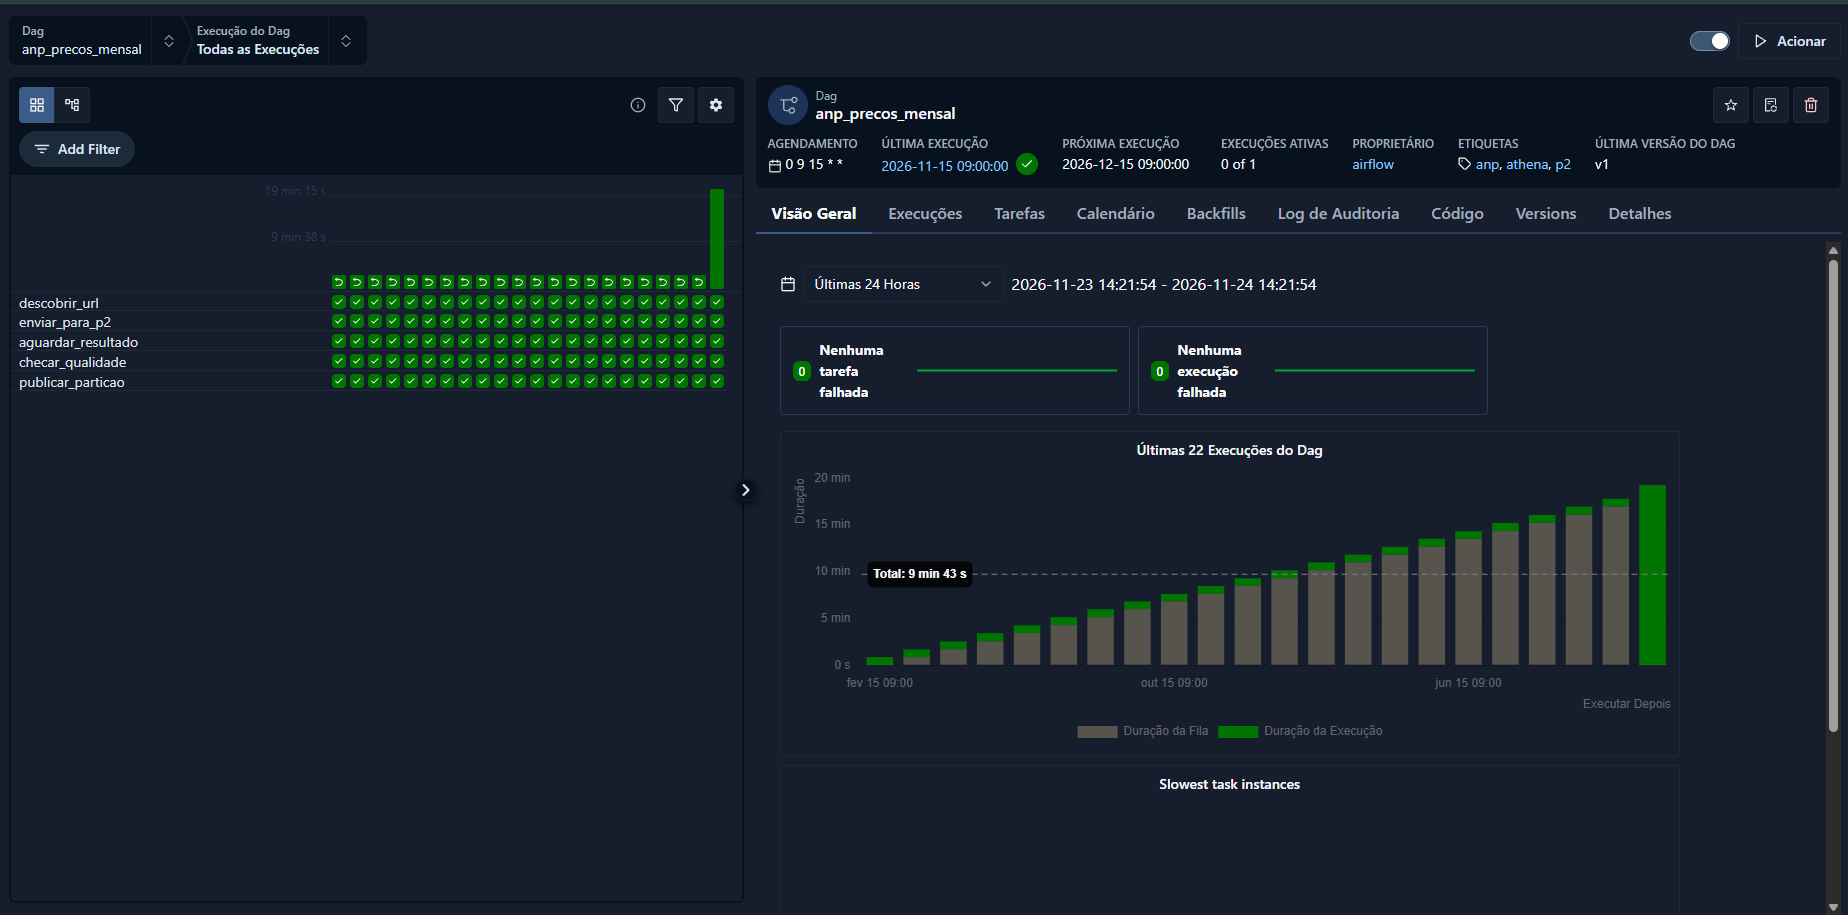 Dag
anp_precos_mensal
Execução do Dag
Todas as Execuções
Acionar
Add Filter
19 min 15 s
9 min 38 s
descobrir_url
enviar_para_p2
aguardar_resultado
checar_qualidade
publicar_particao
Dag
anp_precos_mensal
AGENDAMENTO
0 9 15 * *
ÚLTIMA EXECUÇÃO
2026-11-15 09:00:00
PRÓXIMA EXECUÇÃO
2026-12-15 09:00:00
EXECUÇÕES ATIVAS
0 of 1
PROPRIETÁRIO
airflow
ETIQUETAS
anp, athena, p2
ÚLTIMA VERSÃO DO DAG
v1
Visão Geral
Execuções
Tarefas
Calendário
Backfills
Log de Auditoria
Código
Versions
Detalhes
Últimas 24 Horas
2026-11-23 14:21:54 - 2026-11-24 14:21:54
0
Nenhuma
tarefa
falhada
0
Nenhuma
execução
falhada
Últimas 22 Execuções do Dag
Duração
20 min
15 min
10 min
5 min
0 s
Total: 9 min 43 s
fev 15 09:00
out 15 09:00
jun 15 09:00
Executar Depois
Duração da Fila
Duração da Execução
Slowest task instances